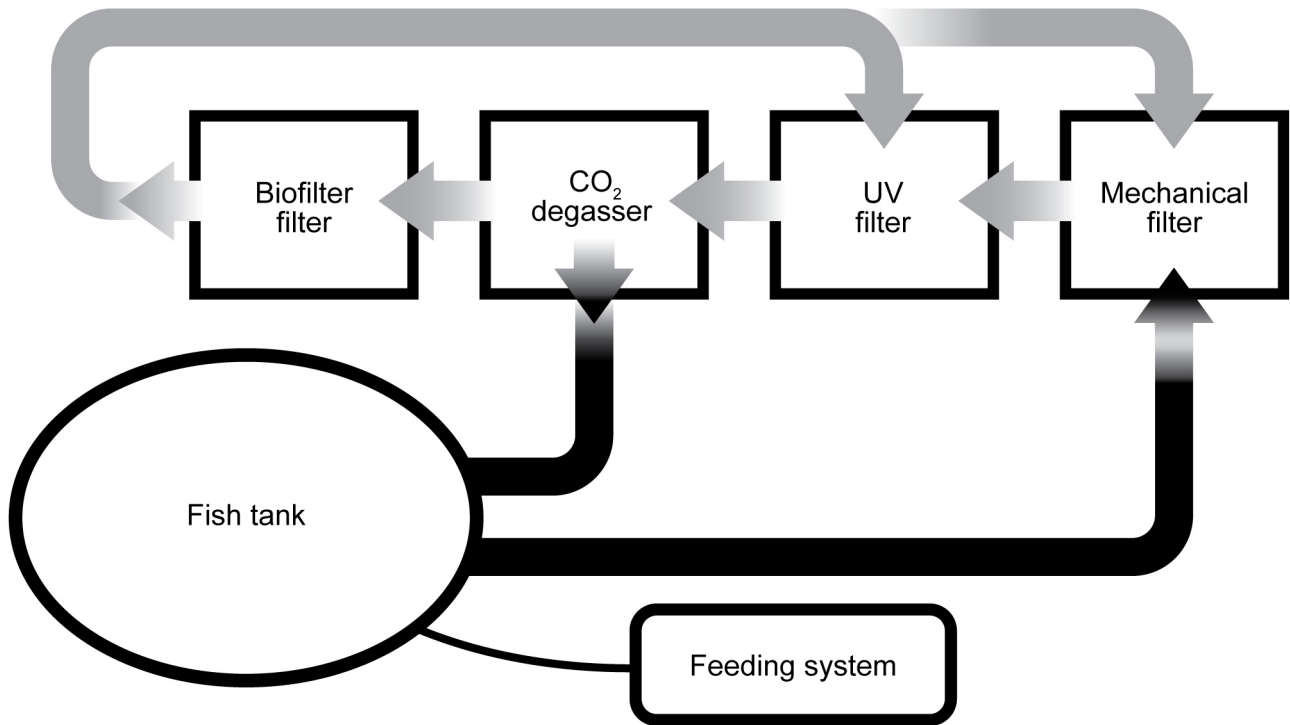 Biofilter
filter
CO₂
degasser
UV
filter
Mechanical
filter
Fish tank
Feeding system